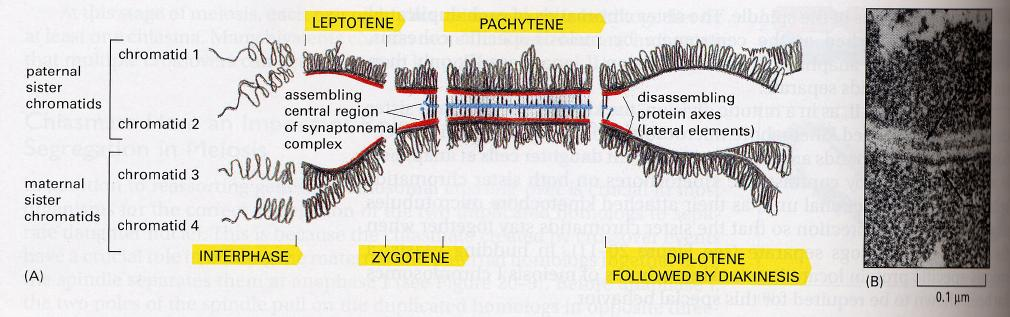 LEPTOTENE
PACHYTENE
chromatid 1
paternal
sister
chromatids
chromatid 2
assembling
central region
of synaptonemal
complex
disassembling
protein axes
(lateral elements)
chromatid 3
maternal
sister
chromatids
chromatid 4
INTERPHASE
ZYGOTENE
DIPLOTENE
FOLLOWED BY DIAKINESIS
(A)
(B)
0.1 µm